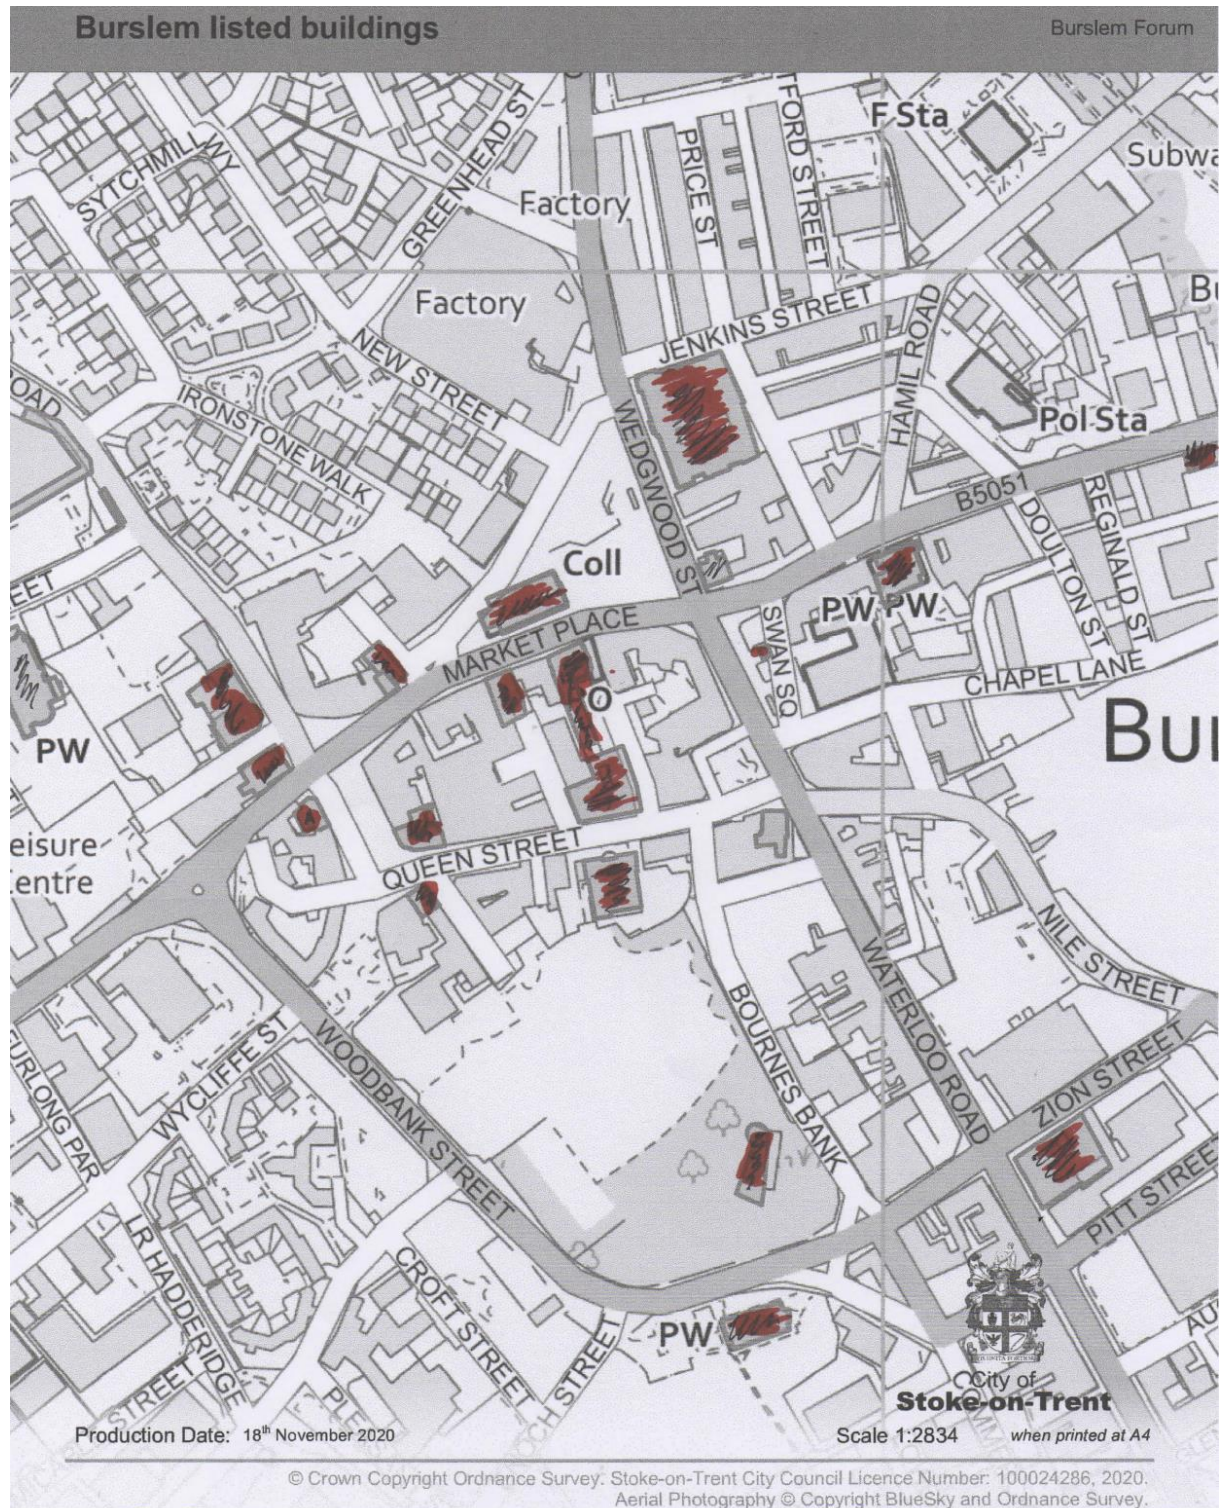 Burslem listed buildings
Burslem Forum
F Sta
Subwa
SYTCHMILL WY
GREENHEAD ST
Factory
PRICE ST
FORD STREET
Factory
JENKINS STREET
HAMIL ROAD
Bu
NEW STREET
OAD
IRONSTONE WALK
WEDGWOOD ST
Pol Sta
B5051
REGINALD ST
DOULTON ST
Coll
EET
MARKET PLACE
PW PW
SWAN SQ
CHAPEL LANE
PW
O
Bur
eisure
entre
QUEEN STREET
NILE STREET
WATERLOO ROAD
BOURNES BANK
WOODBANK STREET
WYCLIFFE ST
FURLONG PAR
ZION STREET
PITT STREE
LR HADDERIDGE
CROFT STREET
PW
OCH STREET
STREET
PLE
AU
City of
Stoke-on-Trent
Production Date: 18th November 2020
Scale 1:2834
when printed at A4
© Crown Copyright Ordnance Survey. Stoke-on-Trent City Council Licence Number: 100024286, 2020.
Aerial Photography © Copyright BlueSky and Ordnance Survey.